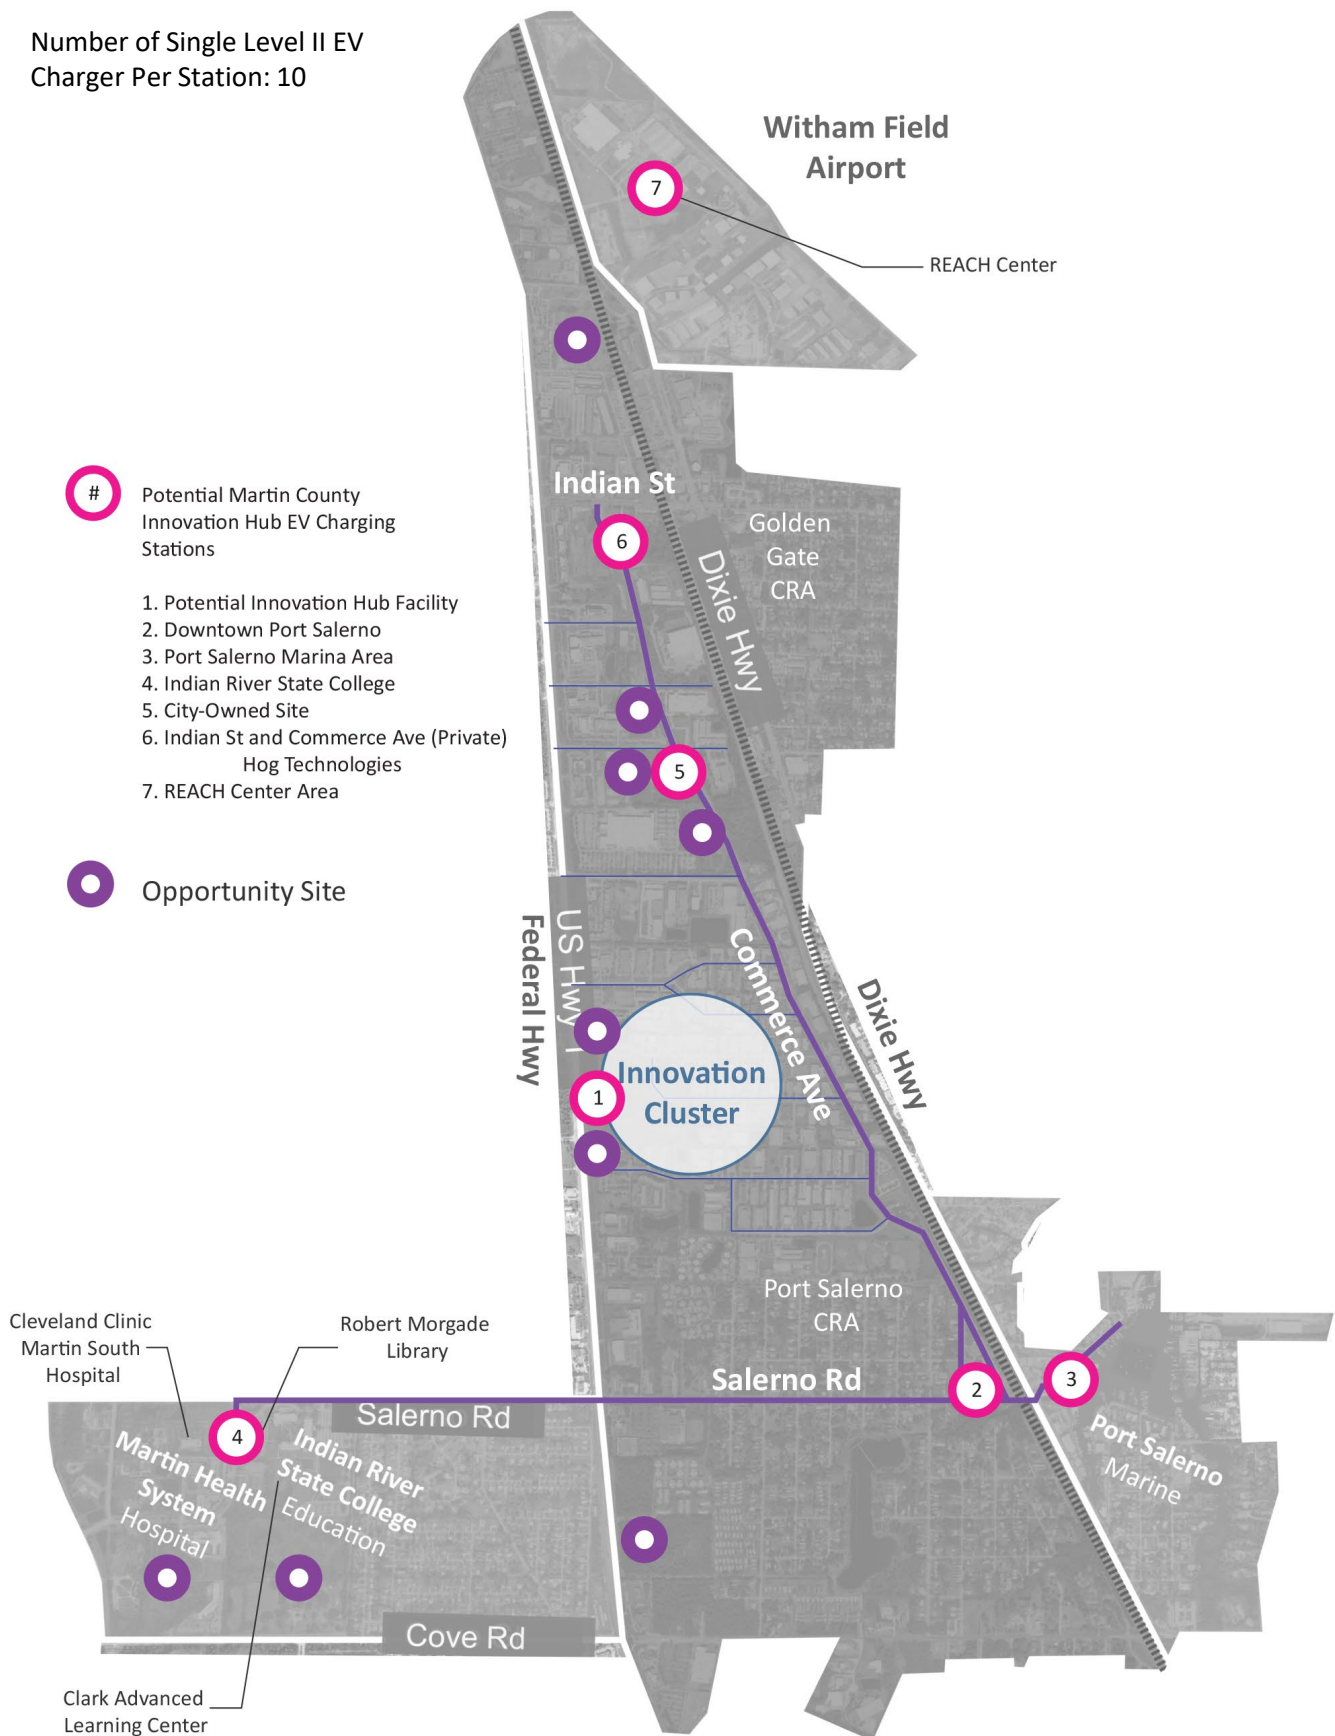 Number of Single Level II EV
Charger Per Station: 10
Witham Field
Airport
7
REACH Center
Indian St
#
Potential Martin County
Innovation Hub EV Charging
Stations
6
Golden
Gate
CRA
Dixie Hwy
1. Potential Innovation Hub Facility
2. Downtown Port Salerno
3. Port Salerno Marina Area
4. Indian River State College
5. City-Owned Site
6. Indian St and Commerce Ave (Private)
Hog Technologies
7. REACH Center Area
5
Opportunity Site
US Hwy 1
Federal Hwy
Commerce Ave
Dixie Hwy
Innovation
Cluster
1
Port Salerno
CRA
Cleveland Clinic
Martin South
Hospital
Robert Morgade
Library
Salerno Rd
2
3
Salerno Rd
4
Martin Health
System
Hospital
Indian River
State College
Education
Port Salerno
Marine
Cove Rd
Clark Advanced
Learning Center